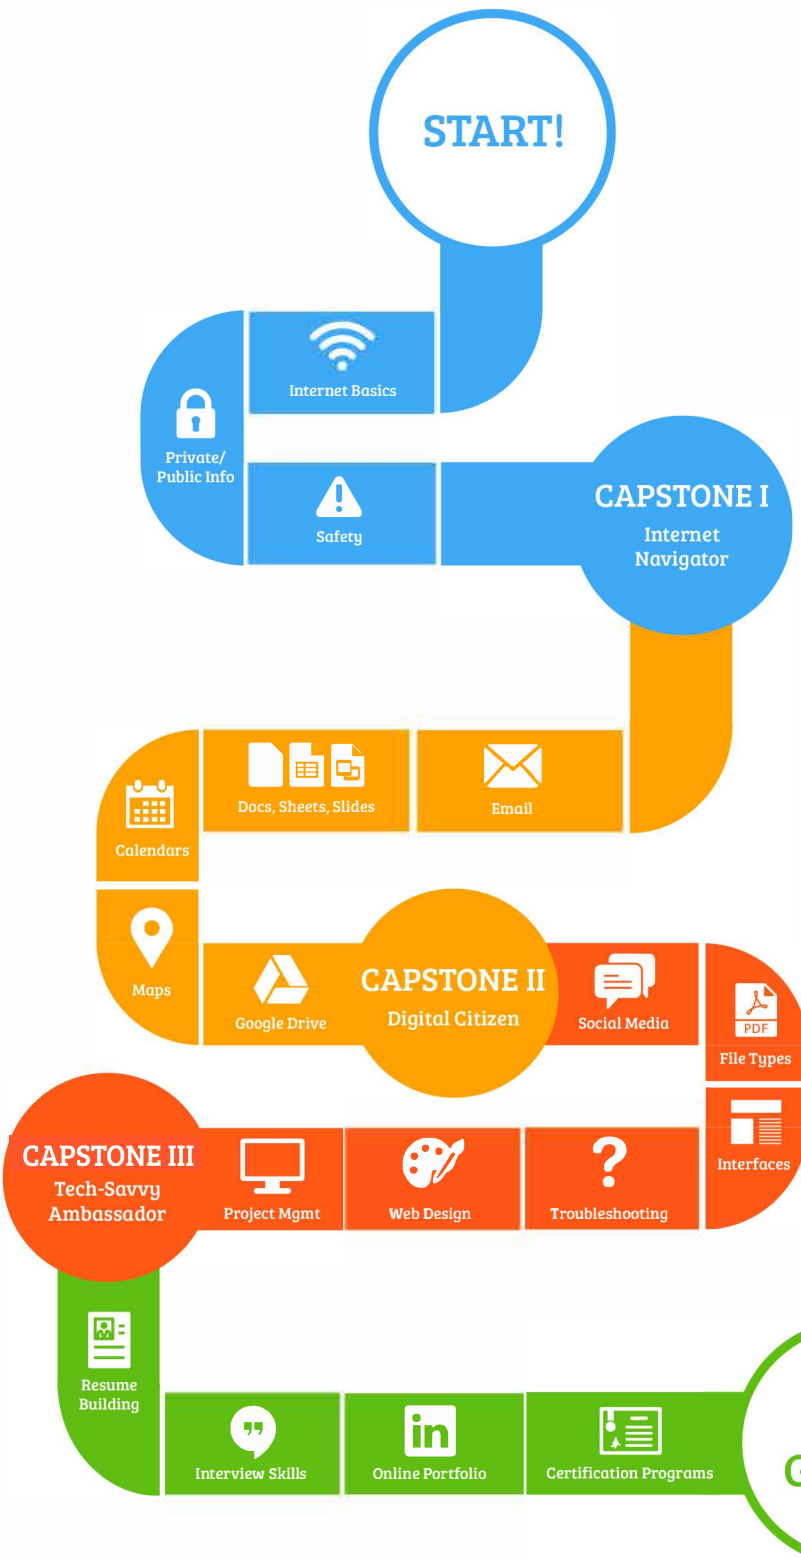 START!
Internet Basics
Private/
Public Info
Safety
CAPSTONE I
Internet
Navigator
Email
Docs, Sheets, Slides
Calendars
Maps
Google Drive
CAPSTONE II
Digital Citizen
Social Media
PDF
File Types
Interfaces
Troubleshooting
Web Design
Project Mgmt
CAPSTONE III
Tech-Savvy
Ambassador
Resume
Building
Interview Skills
in
Online Portfolio
Certification Programs